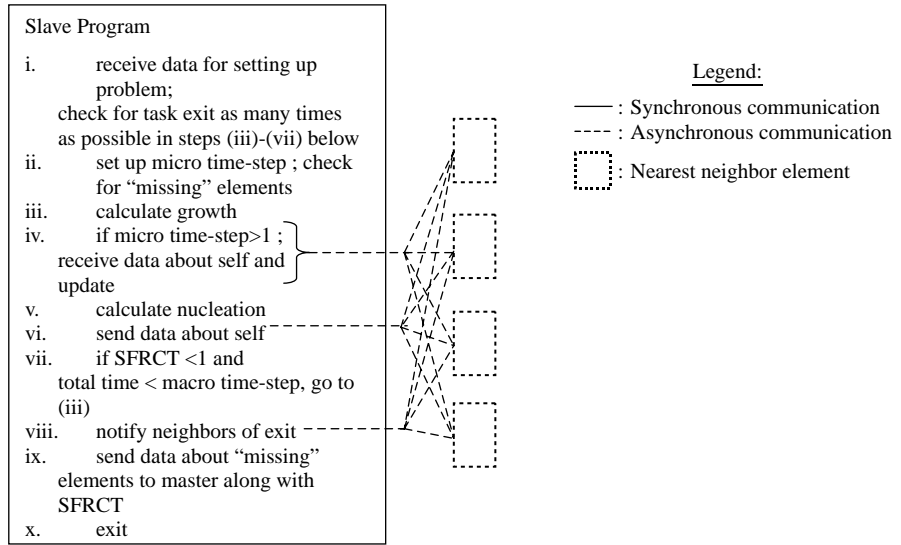 Slave Program
i. receive data for setting up
problem;
check for task exit as many times
as possible in steps (iii)-(vii) below
ii. set up micro time-step ; check
for “missing” elements
iii. calculate growth
iv. if micro time-step>1 ;
receive data about self and
update
v. calculate nucleation
vi. send data about self
vii. if SFRCT <1 and
total time < macro time-step, go to
(iii)
viii. notify neighbors of exit
ix. send data about “missing”
elements to master along with
SFRCT
x. exit
Legend:
: Synchronous communication
: Asynchronous communication
: Nearest neighbor element